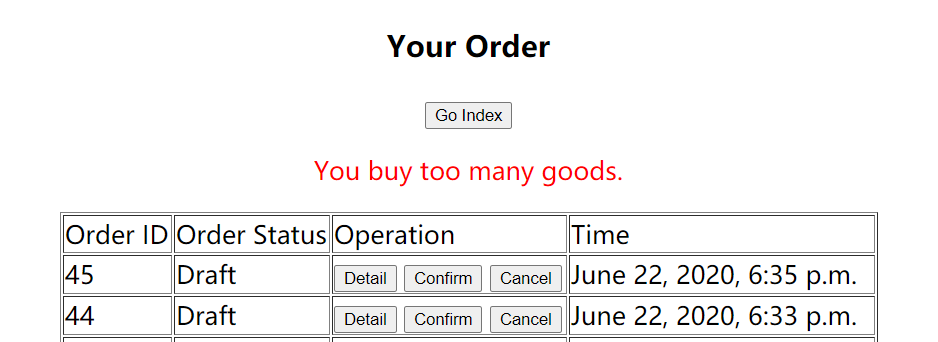 Your Order
Go Index
You buy too many goods.
Order ID Order Status Operation Time
45 Draft Detail Confirm Cancel June 22, 2020, 6:35 p.m.
44 Draft Detail Confirm Cancel June 22, 2020, 6:33 p.m.